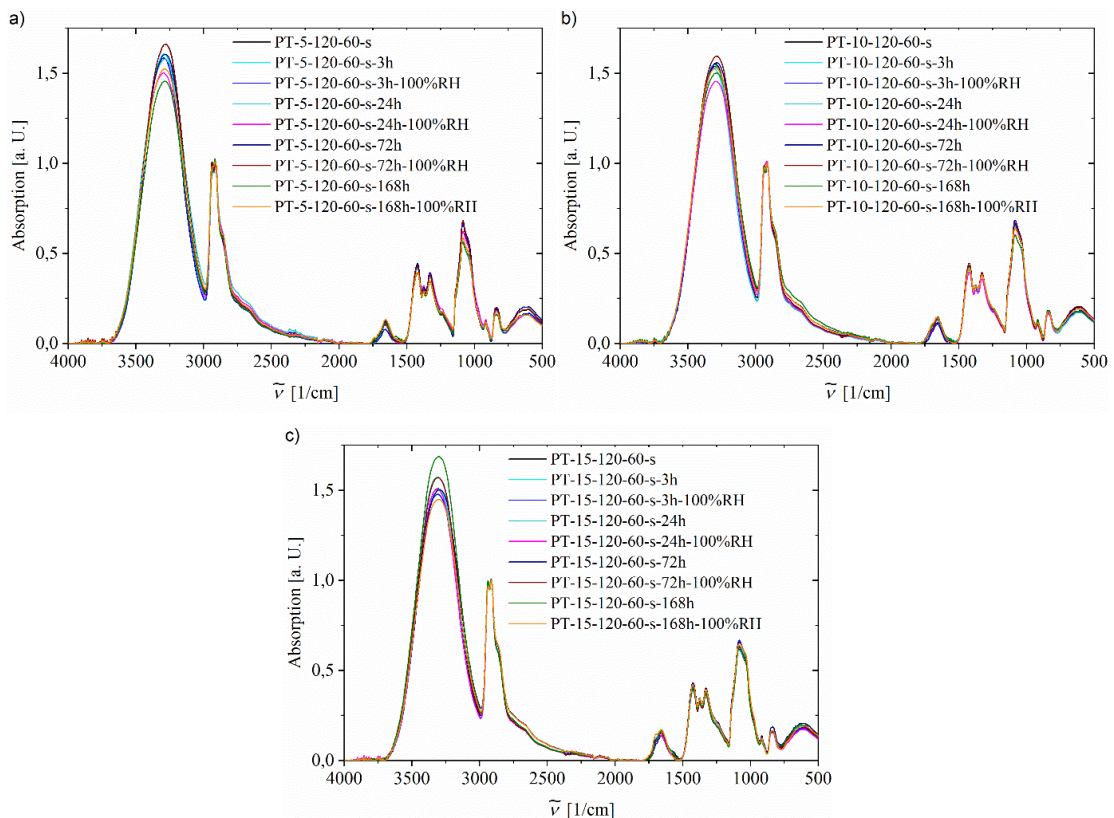 a)
PT-5-120-60-s
PT-5-120-60-s-3h
PT-5-120-60-s-3h-100%RH
PT-5-120-60-s-24h
PT-5-120-60-s-24h-100%RH
PT-5-120-60-s-72h
PT-5-120-60-s-72h-100%RH
PT-5-120-60-s-168h
PT-5-120-60-s-168h-100%RH
Absorption [a. U.]
1,5
1,0
0,5
0,0
4000 3500 3000 2500 2000 1500 1000 500
ν̃ [1/cm]
b)
PT-10-120-60-s
PT-10-120-60-s-3h
PT-10-120-60-s-3h-100%RH
PT-10-120-60-s-24h
PT-10-120-60-s-24h-100%RH
PT-10-120-60-s-72h
PT-10-120-60-s-72h-100%RH
PT-10-120-60-s-168h
PT-10-120-60-s-168h-100%RH
Absorption [a. U.]
1,5
1,0
0,5
0,0
4000 3500 3000 2500 2000 1500 1000 500
ν̃ [1/cm]
c)
PT-15-120-60-s
PT-15-120-60-s-3h
PT-15-120-60-s-3h-100%RH
PT-15-120-60-s-24h
PT-15-120-60-s-24h-100%RH
PT-15-120-60-s-72h
PT-15-120-60-s-72h-100%RH
PT-15-120-60-s-168h
PT-15-120-60-s-168h-100%RH
Absorption [a. U.]
1,5
1,0
0,5
0,0
4000 3500 3000 2500 2000 1500 1000 500
ν̃ [1/cm]